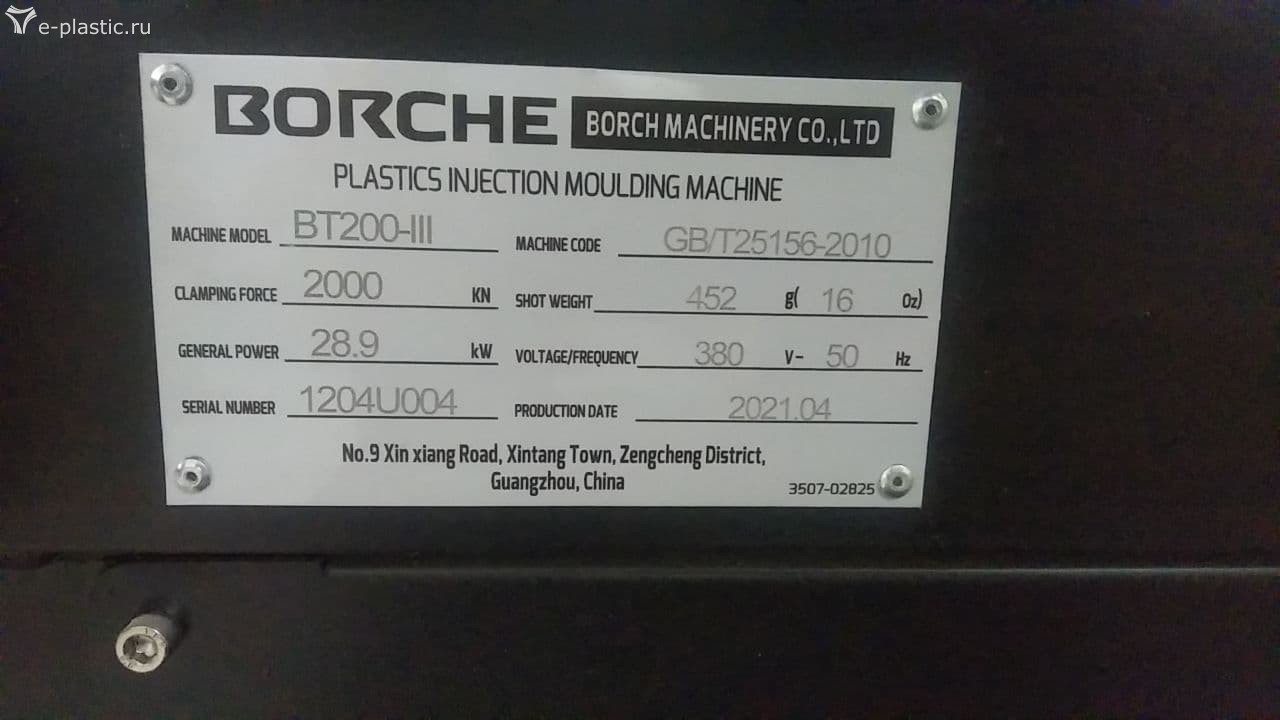 e-plastic.ru
BORCHE BORCH MACHINERY CO.,LTD
PLASTICS INJECTION MOULDING MACHINE
MACHINE MODEL BT200-III MACHINE CODE GB/T25156-2010
CLAMPING FORCE 2000 KN SHOT WEIGHT 452 g( 16 Oz)
GENERAL POWER 28.9 kW VOLTAGE/FREQUENCY 380 V- 50 Hz
SERIAL NUMBER 1204U004 PRODUCTION DATE 2021.04
No.9 Xin xiang Road, Xintang Town, Zengcheng District,
Guangzhou, China
3507-02825